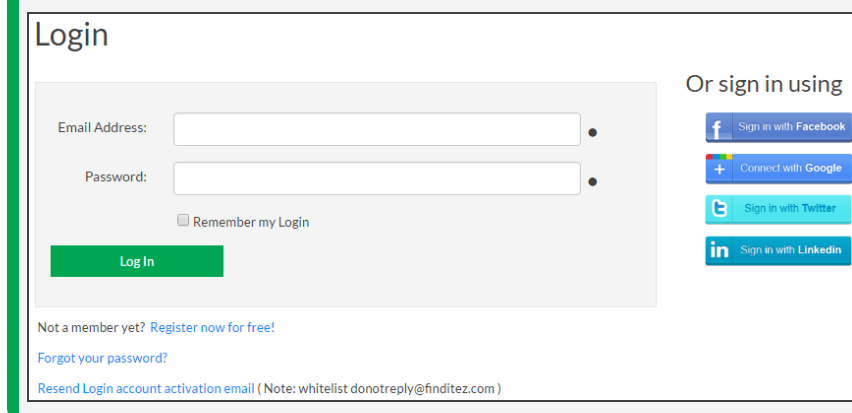 Login
Or sign in using
Email Address:
Password:
Remember my Login
Log In
Sign in with Facebook
Connect with Google
Sign in with Twitter
Sign in with Linkedin
Not a member yet? Register now for free!
Forgot your password?
Resend Login account activation email ( Note: whitelist donotreply@finditez.com )